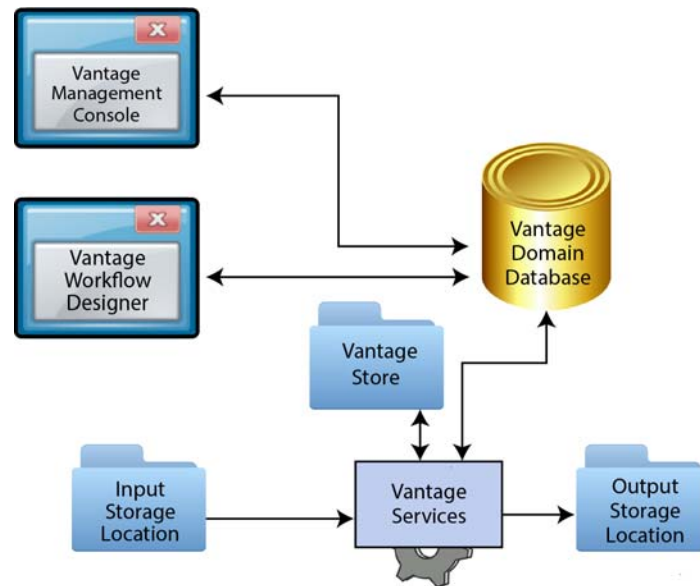 Vantage
Management
Console
Vantage
Workflow
Designer
Vantage
Domain
Database
Vantage
Store
Input
Storage
Location
Vantage
Services
Output
Storage
Location